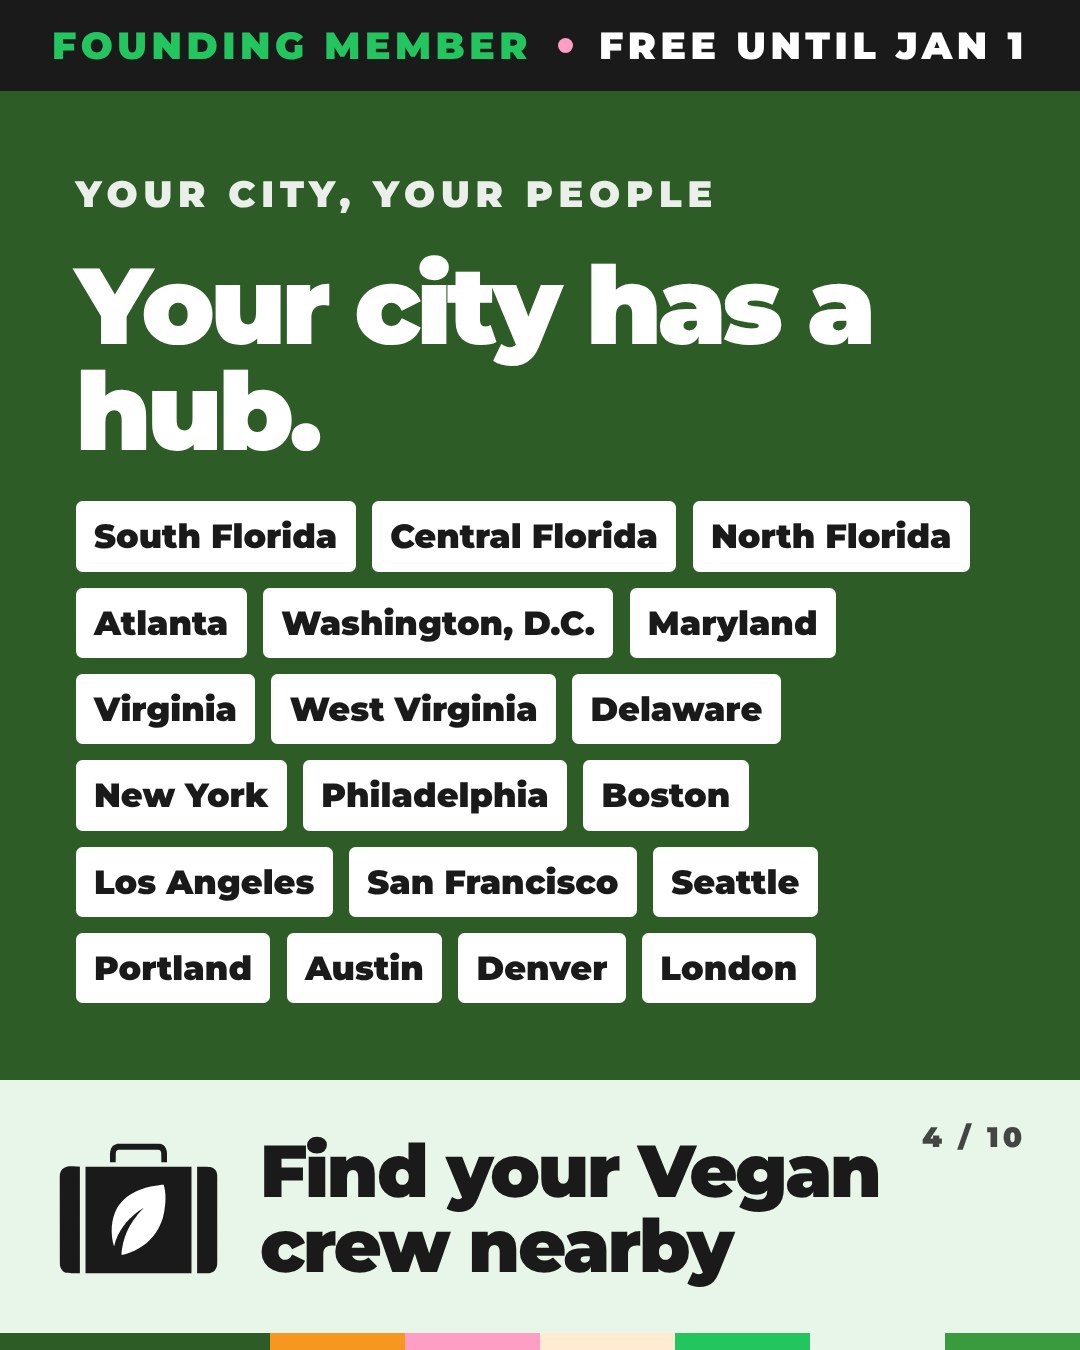 FOUNDING MEMBER • FREE UNTIL JAN 1
YOUR CITY, YOUR PEOPLE
Your city has a
hub.
South Florida Central Florida North Florida
Atlanta Washington, D.C. Maryland
Virginia West Virginia Delaware
New York Philadelphia Boston
Los Angeles San Francisco Seattle
Portland Austin Denver London
4 / 10
Find your Vegan
crew nearby